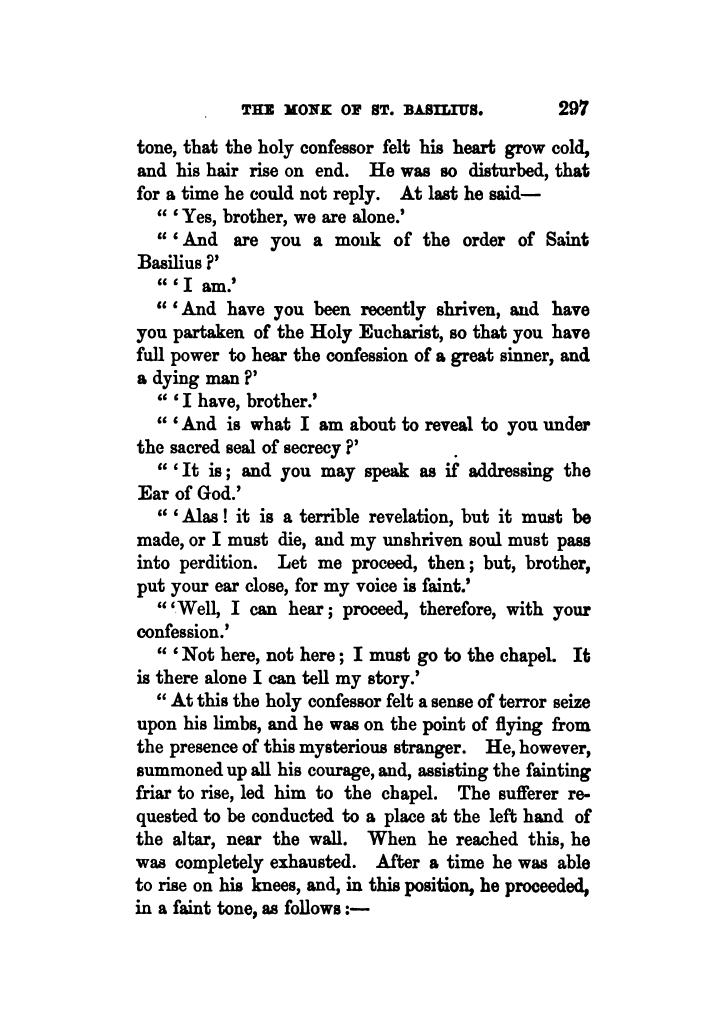 THE MONK OF ST. BASILIUS. 297
tone, that the holy confessor felt his heart grow cold,
and his hair rise on end. He was so disturbed, that
for a time he could not reply. At last he said—
“ ‘ Yes, brother, we are alone.’
“ ‘ And are you a monk of the order of Saint
Basilius ?’
“ ‘ I am.’
“ ‘ And have you been recently shriven, and have
you partaken of the Holy Eucharist, so that you have
full power to hear the confession of a great sinner, and
a dying man ?’
“ ‘ I have, brother.’
“ ‘ And is what I am about to reveal to you under
the sacred seal of secrecy ?’
“ ‘ It is ; and you may speak as if addressing the
Ear of God.’
“ ‘ Alas ! it is a terrible revelation, but it must be
made, or I must die, and my unshriven soul must pass
into perdition. Let me proceed, then ; but, brother,
put your ear close, for my voice is faint.’
“ ‘Well, I can hear ; proceed, therefore, with your
confession.’
“ ‘ Not here, not here ; I must go to the chapel. It
is there alone I can tell my story.’
“ At this the holy confessor felt a sense of terror seize
upon his limbs, and he was on the point of flying from
the presence of this mysterious stranger. He, however,
summoned up all his courage, and, assisting the fainting
friar to rise, led him to the chapel. The sufferer re-
quested to be conducted to a place at the left hand of
the altar, near the wall. When he reached this, he
was completely exhausted. After a time he was able
to rise on his knees, and, in this position, he proceeded,
in a faint tone, as follows :—